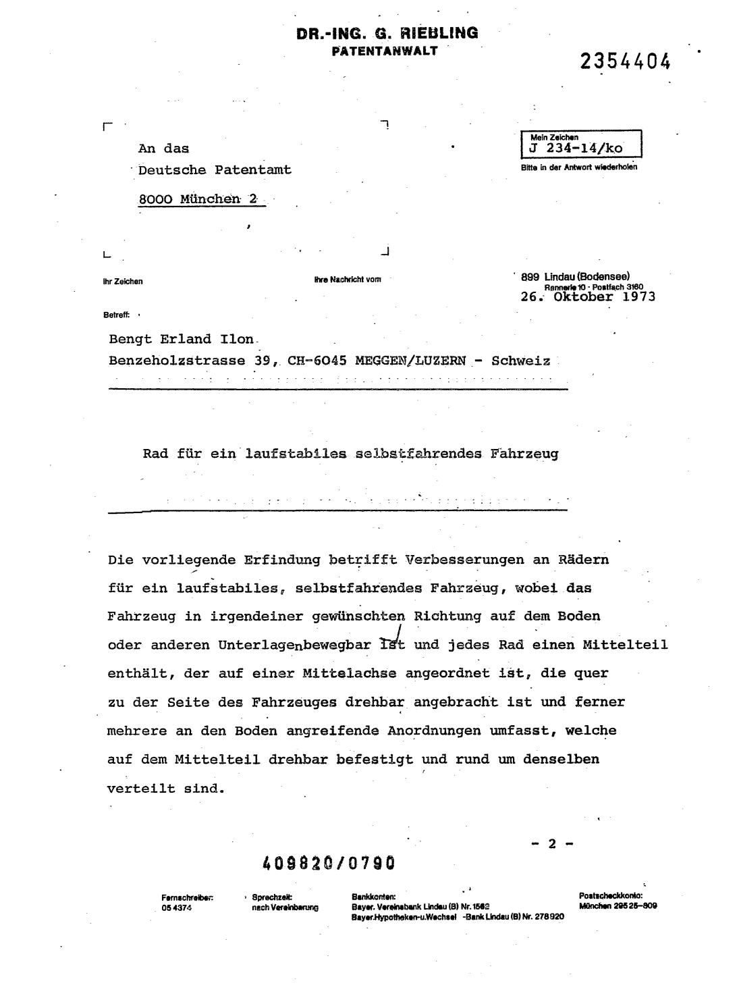 DR.-ING. G. RIEBLING
PATENTANWALT
2354404
An das
Deutsche Patentamt
8000 München 2
Mein Zeichen
J 234-14/ko
Bitte in der Antwort wiederholen
Ihr Zeichen
Ihre Nachricht vom
899 Lindau (Bodensee)
Rennerle 10 - Postfach 3160
26. Oktober 1973
Betreff:
Bengt Erland Ilon
Benzeholzstrasse 39, CH-6045 MEGGEN/LUZERN - Schweiz
Rad für ein laufstabiles selbstfahrendes Fahrzeug
Die vorliegende Erfindung betrifft Verbesserungen an Rädern
für ein laufstabiles, selbstfahrendes Fahrzeug, wobei das
Fahrzeug in irgendeiner gewünschten Richtung auf dem Boden
oder anderen Unterlagenbewegbar ist und jedes Rad einen Mittelteil
enthält, der auf einer Mittelachse angeordnet ist, die quer
zu der Seite des Fahrzeuges drehbar angebracht ist und ferner
mehrere an den Boden angreifende Anordnungen umfasst, welche
auf dem Mittelteil drehbar befestigt und rund um denselben
verteilt sind.
- 2 -
409820/0790
Fernschreiber:
05 4374
Sprechzeit:
nach Vereinbarung
Bankkonten:
Bayer. Vereinsbank Lindau (B) Nr. 1562
Bayer.Hypotheken-u.Wechsel -Bank Lindau (B) Nr. 278920
Postscheckkonto:
München 295 25-809